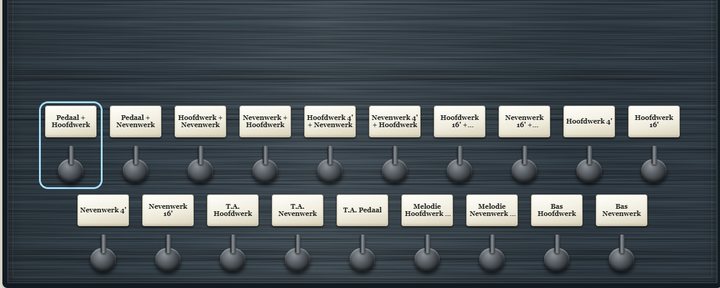 Pedaal +
Hoofdwerk
Pedaal +
Nevenwerk
Hoofdwerk +
Nevenwerk
Nevenwerk +
Hoofdwerk
Hoofdwerk 4'
+ Nevenwerk
Nevenwerk 4'
+ Hoofdwerk
Hoofdwerk
16' +...
Nevenwerk
16' +...
Hoofdwerk 4'
Hoofdwerk
16'
Nevenwerk 4'
Nevenwerk
16'
T.A.
Hoofdwerk
T.A.
Nevenwerk
T.A. Pedaal
Melodie
Hoofdwerk ...
Melodie
Nevenwerk ...
Bas
Hoofdwerk
Bas
Nevenwerk